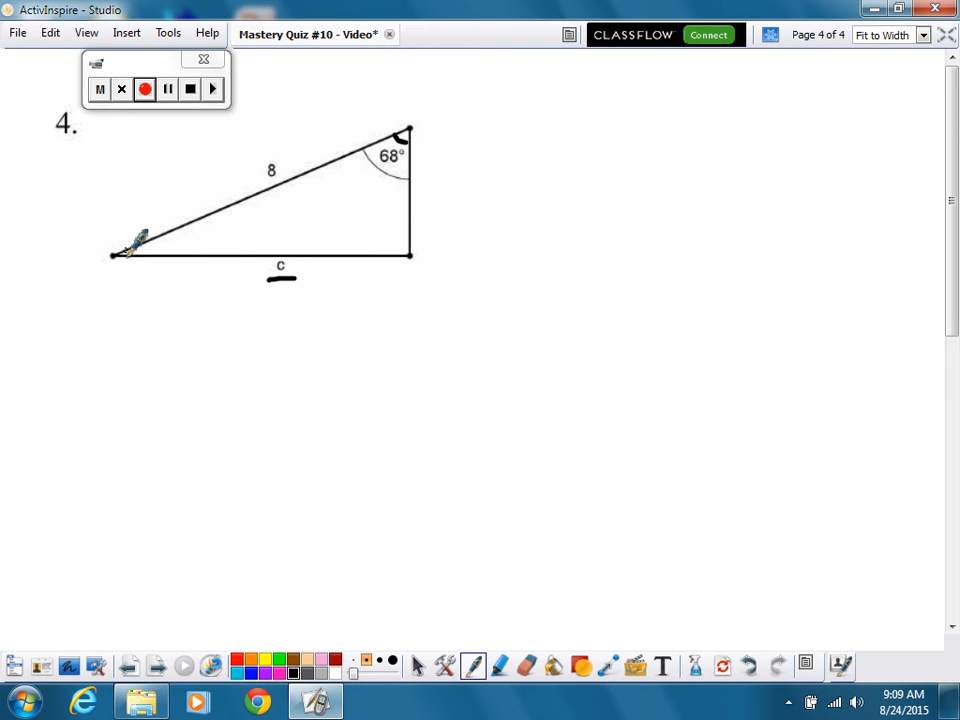 ActivInspire - Studio
File Edit View Insert Tools Help
Mastery Quiz #10 - Video*
CLASSFLOW Connect
Page 4 of 4
Fit to Width
M
4.
68°
8
c
T
9:09 AM
8/24/2015